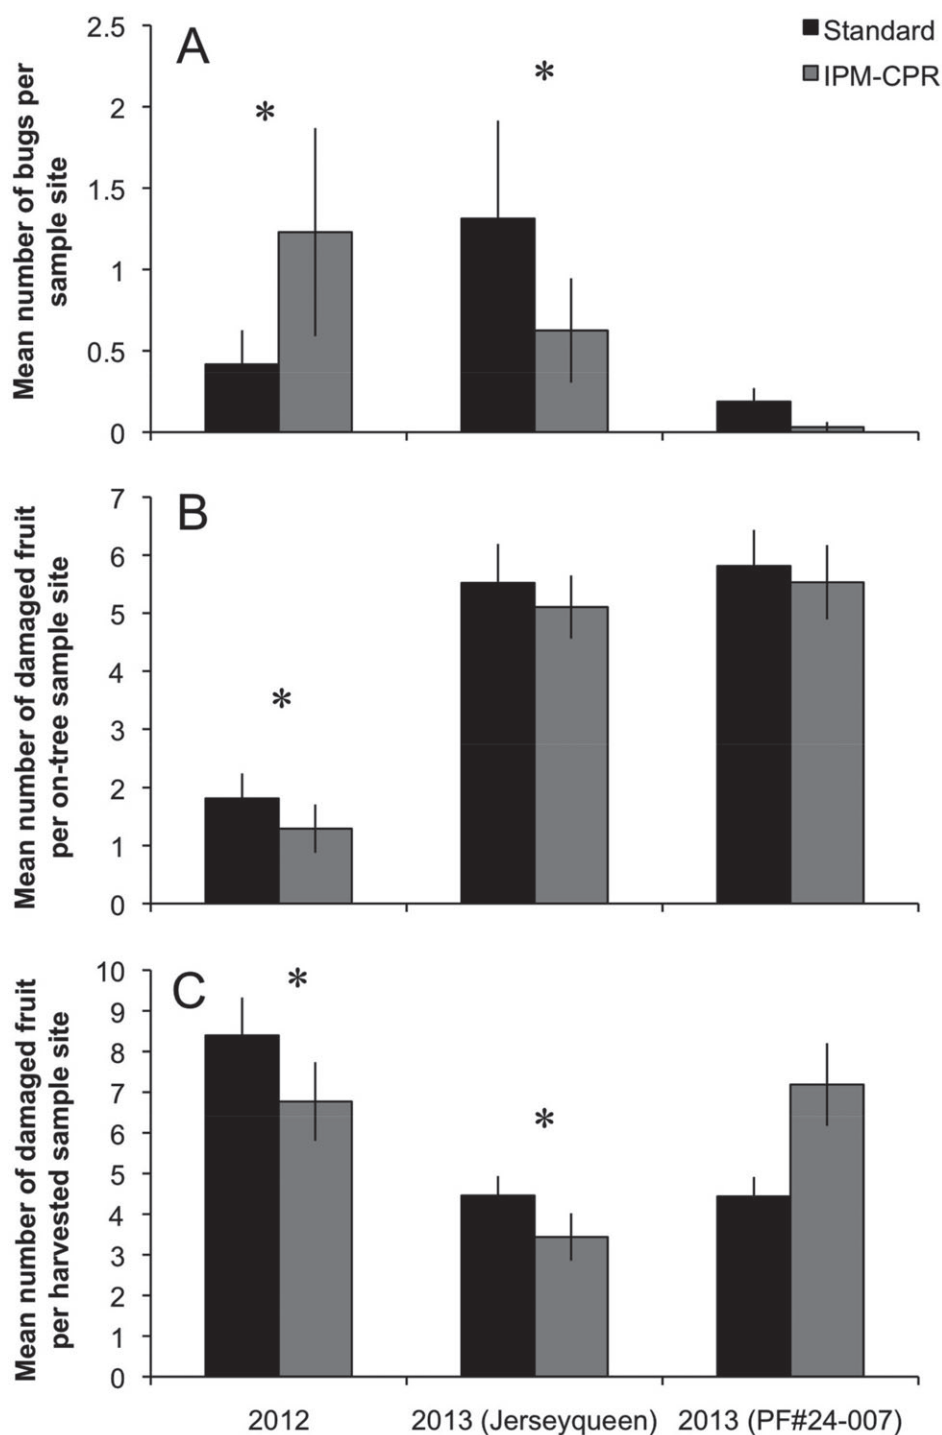 A
Standard
IPM-CPR
Mean number of bugs per
sample site
2.5
2
1.5
1
0.5
0
*
*
B
Mean number of damaged fruit
per on-tree sample site
7
6
5
4
3
2
1
0
*
C
Mean number of damaged fruit
per harvested sample site
10
9
8
7
6
5
4
3
2
1
0
*
*
2012
2013 (Jerseyqueen)
2013 (PF#24-007)